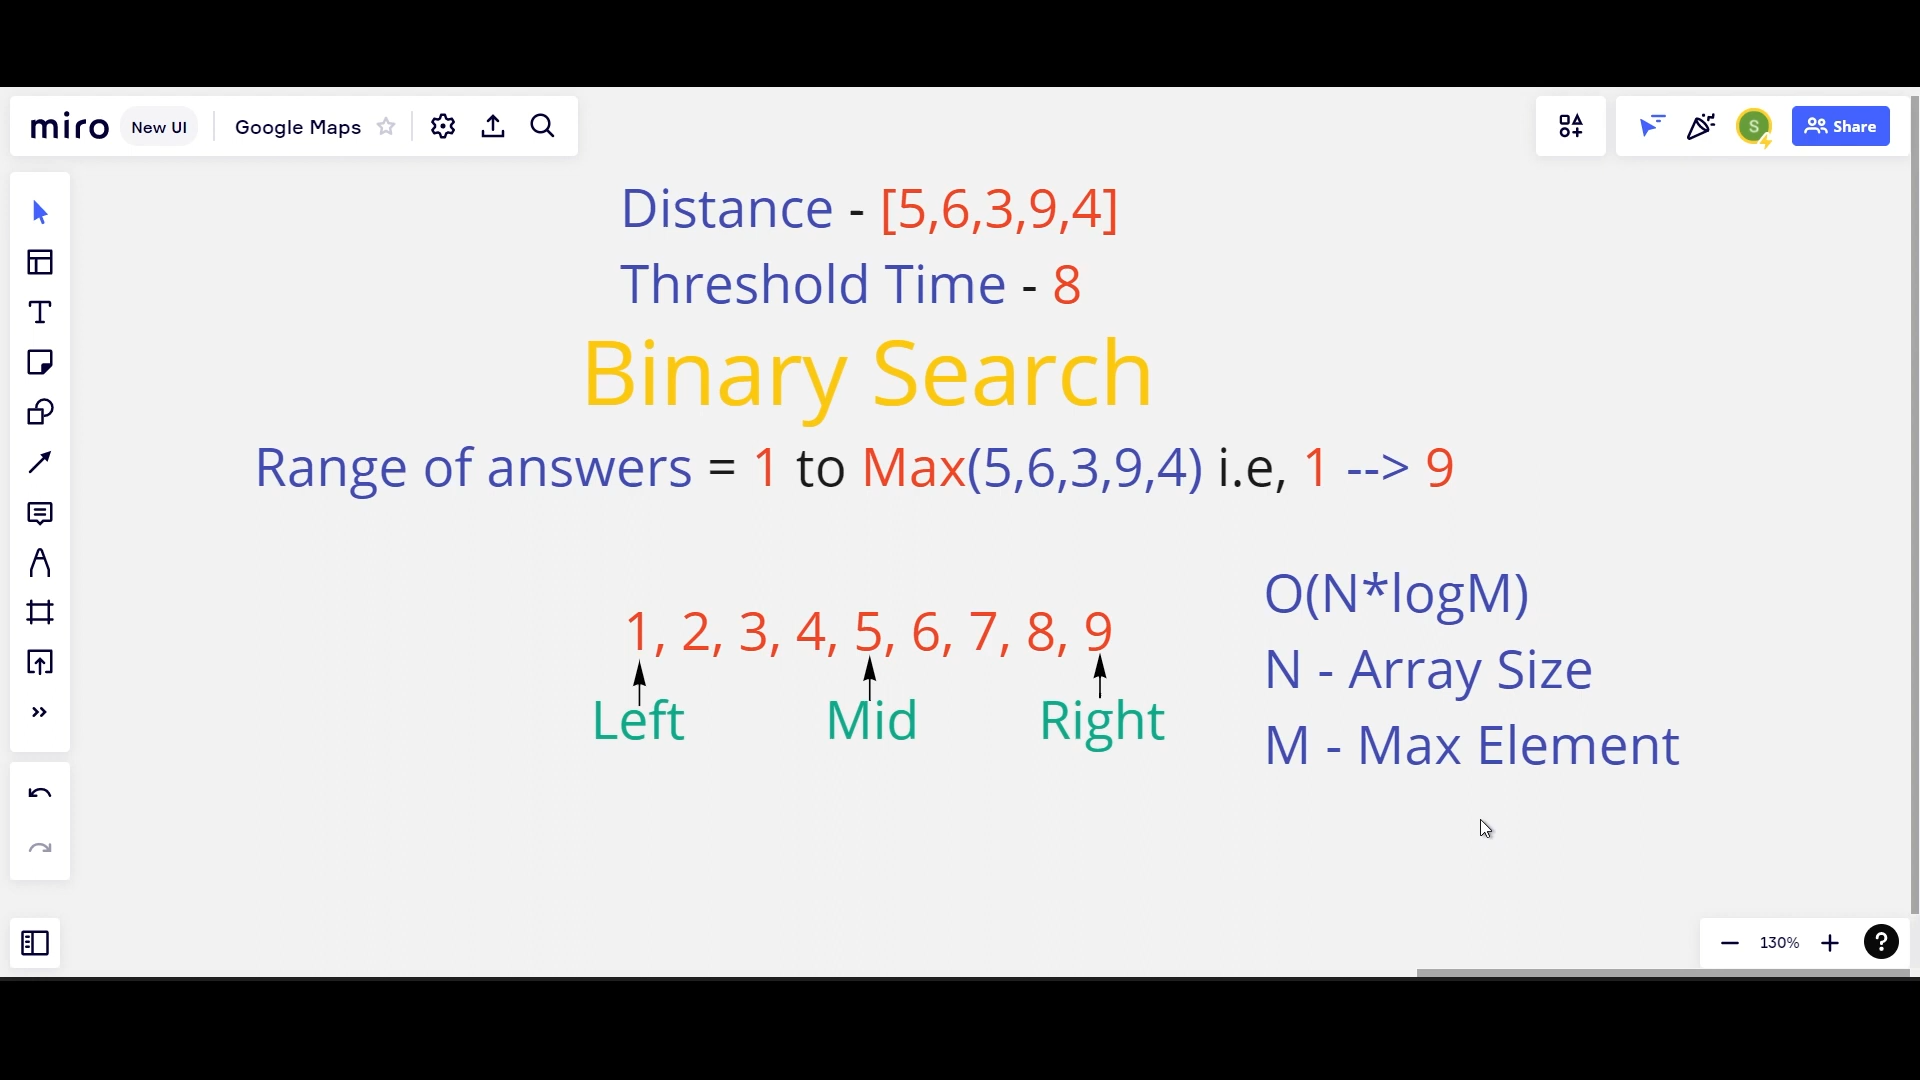 miro New UI Google Maps
S Share
Distance - [5,6,3,9,4]
Threshold Time - 8
Binary Search
Range of answers = 1 to Max(5,6,3,9,4) i.e, 1 --> 9
1, 2, 3, 4, 5, 6, 7, 8, 9
Left Mid Right
O(N*logM)
N - Array Size
M - Max Element
130%